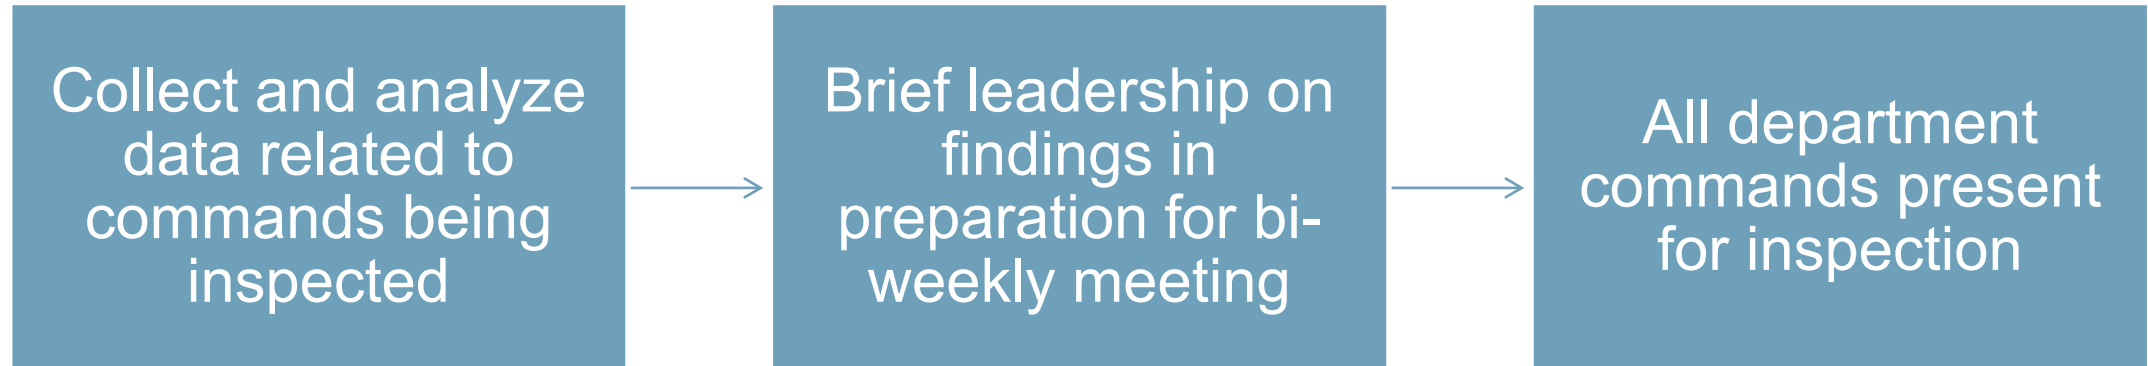 Collect and analyze
data related to
commands being
inspected
Brief leadership on
findings in
preparation for bi-
weekly meeting
All department
commands present
for inspection